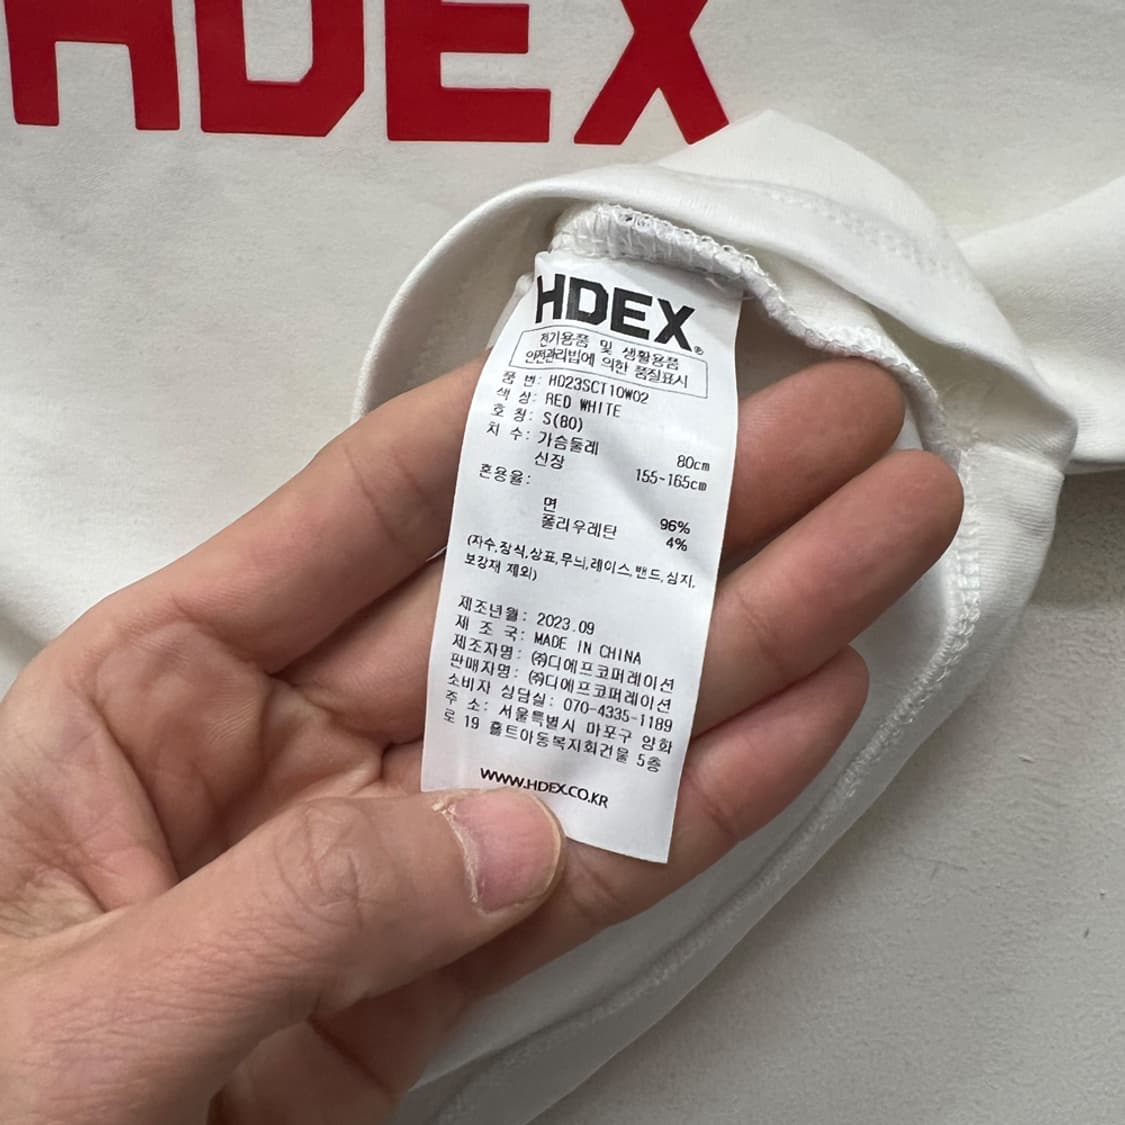 HDEX
HDEX®
전기용품 및 생활용품
안전관리법에 의한 품질표시
품 번: HD23SCT10W02
색 상: RED WHITE
호 칭: S(80)
치 수: 가슴둘레 80cm
신장 155~165cm
혼용율:
면 96%
폴리우레탄 4%
(자수,장식,상표,무늬,레이스,밴드,심지,
보강재 제외)
제조년월: 2023.09
제 조 국: MADE IN CHINA
제조자명: ㈜디에프코퍼레이션
판매자명: ㈜디에프코퍼레이션
소비자 상담실: 070-4335-1189
주 소: 서울특별시 마포구 양화
로 19 홀트아동복지회건물 5층
WWW.HDEX.CO.KR